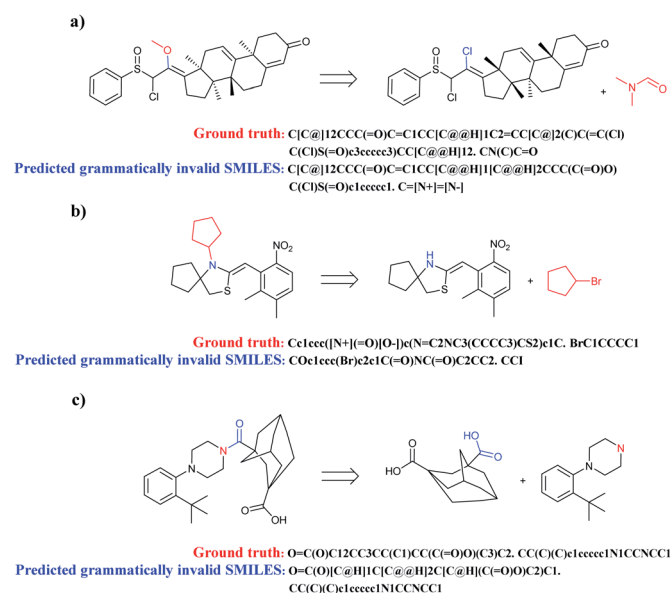 a)
O
O
S
Cl
O
O
S
Cl
Cl
O
+
N
O
Ground truth: C[C@]12CCC(=O)C=C1CC[C@@H]1C2=CC[C@]2(C)C(=C(Cl)
C(Cl)S(=O)c3ccccc3)CC[C@@H]12. CN(C)C=O
Predicted grammatically invalid SMILES: C[C@]12CCC(=O)C=C1CC[C@@H]1[C@@H]2CCC(C(=O)O)
C(Cl)S(=O)c1ccccc1. C=[N+]=[N-]
b)
N
S
NO2
H
N
S
NO2
+
Br
Ground truth: Cc1ccc([N+](=O)[O-])c(N=C2NC3(CCCC3)CS2)c1C. BrC1CCCC1
Predicted grammatically invalid SMILES: COc1ccc(Br)c2c1C(=O)NC(=O)C2CC2. CCI
c)
O
N
N
O
OH
O
HO
HO
O
+
N
N
Ground truth: O=C(O)C12CC3CC(C1)CC(C(=O)O)(C3)C2. CC(C)(C)c1ccccc1N1CCNCC1
Predicted grammatically invalid SMILES: O=C(O)[C@H]1C[C@@H]2C[C@H](C(=O)O)C2)C1.
CC(C)(C)c1ccccc1N1CCNCC1